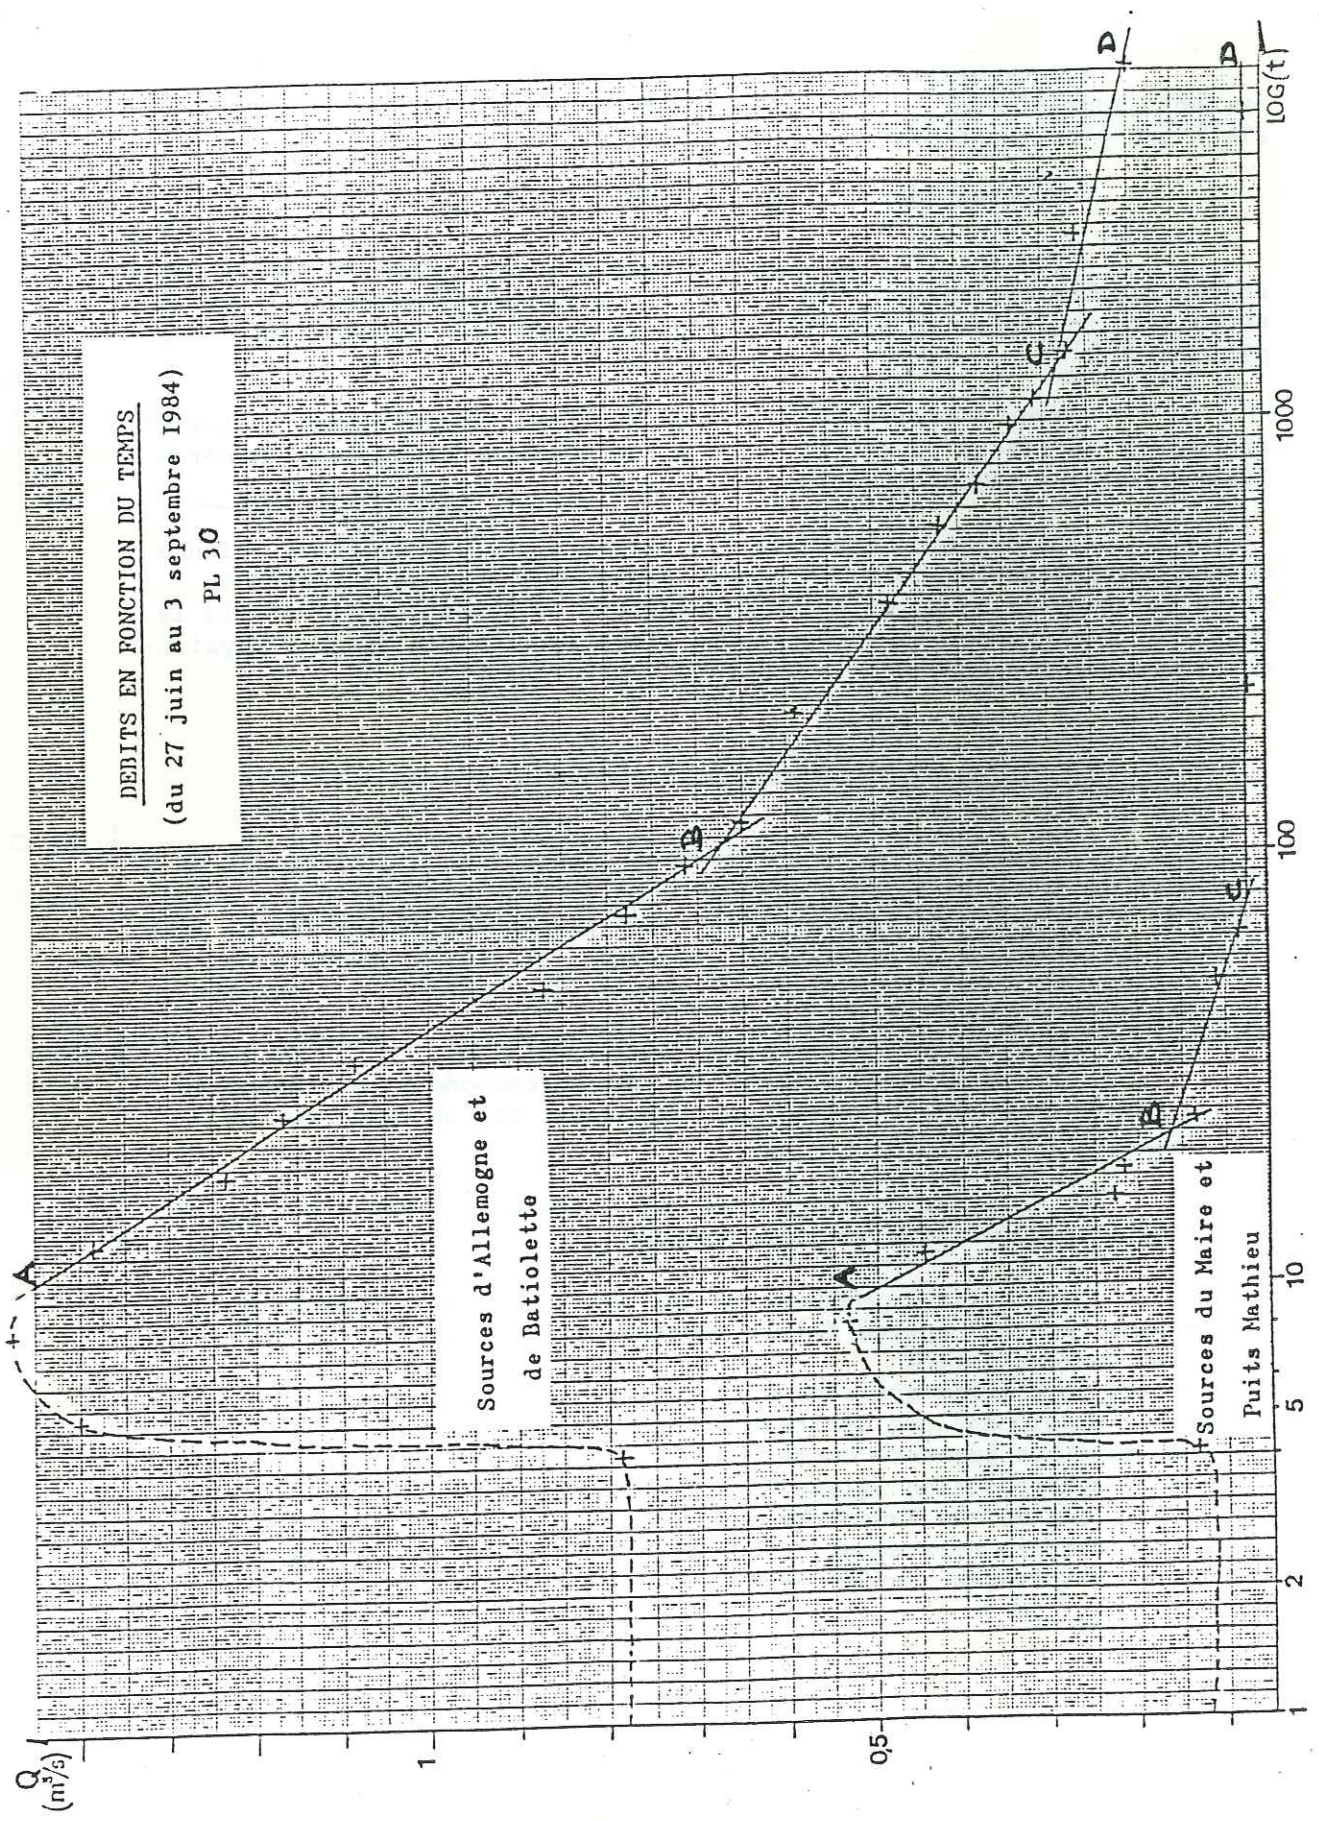 DEBITS EN FONCTION DU TEMPS
(du 27 juin au 3 septembre I984)
PL 30
Q
(m³/s)
1
0,5
A
B
C
D
Sources d'Allemogne et
de Batiolette
A
B
C
D
Sources du Maire et
Puits Mathieu
1
2
5
10
100
1000
LOG(t)